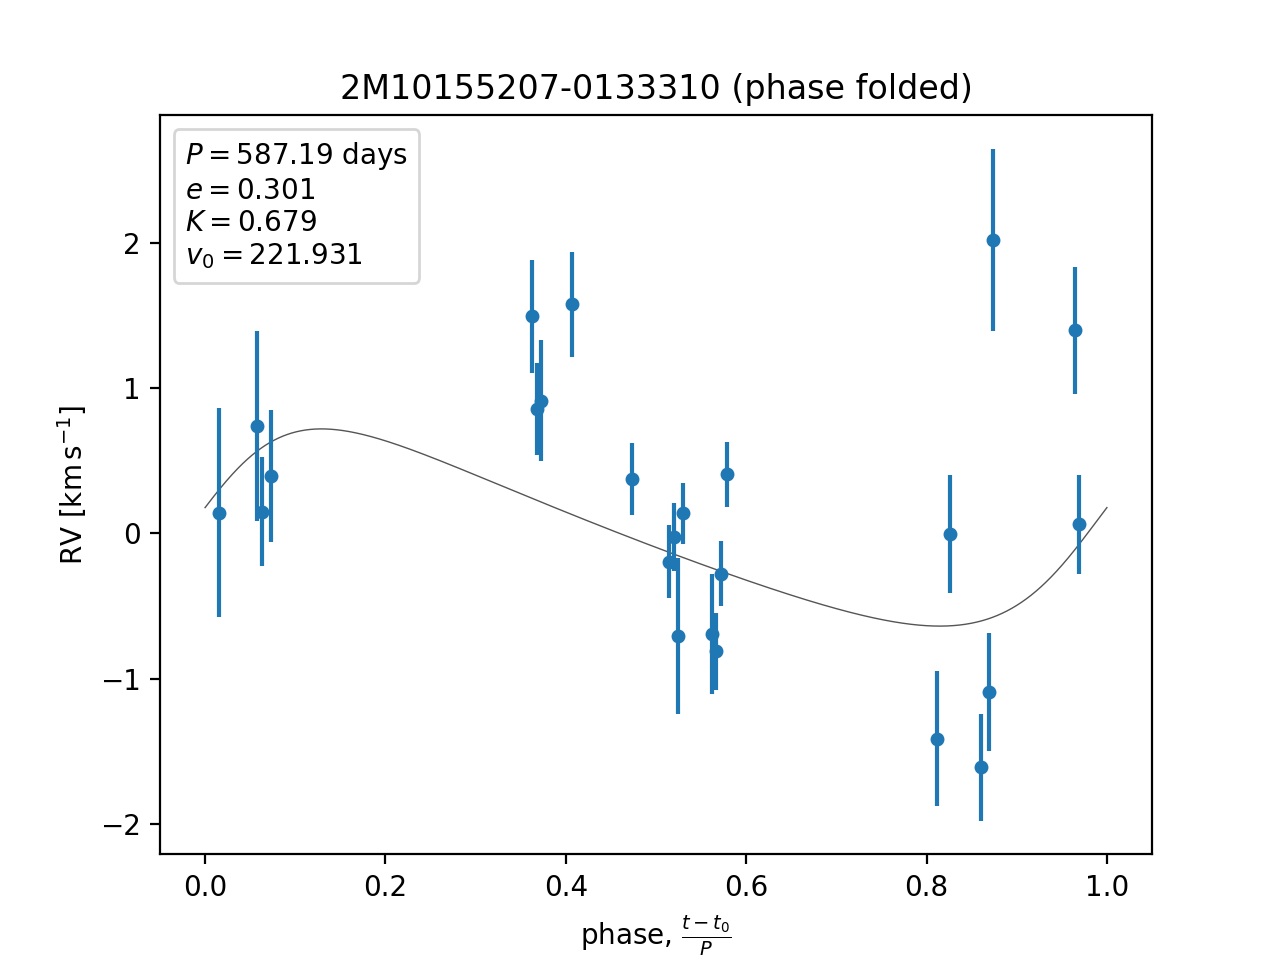 2M10155207-0133310 (phase folded)
P = 587.19 days
e = 0.301
K = 0.679
v₀ = 221.931
RV [km s⁻¹]
2
1
0
−1
−2
0.0 0.2 0.4 0.6 0.8 1.0
phase, (t − t₀)/P